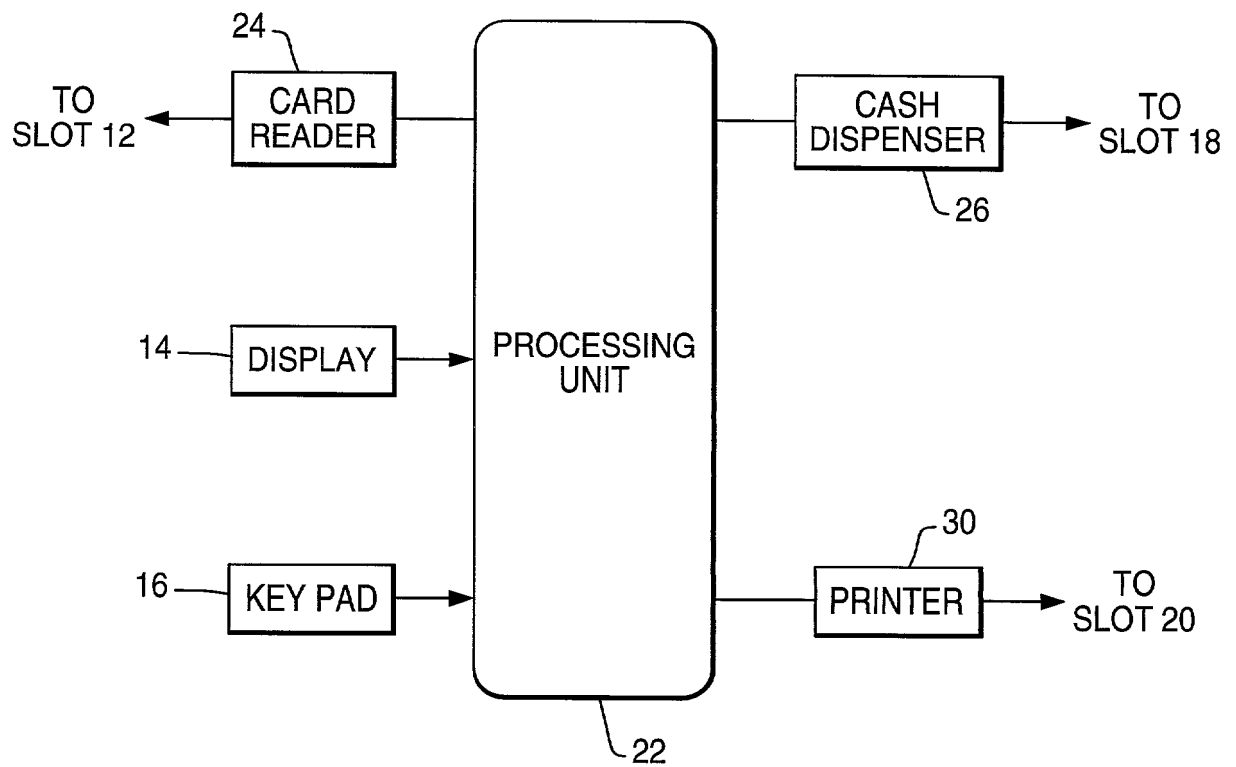 24
TO
SLOT 12
CARD
READER
CASH
DISPENSER
TO
SLOT 18
26
14
DISPLAY
PROCESSING
UNIT
16
KEY PAD
30
PRINTER
TO
SLOT 20
22